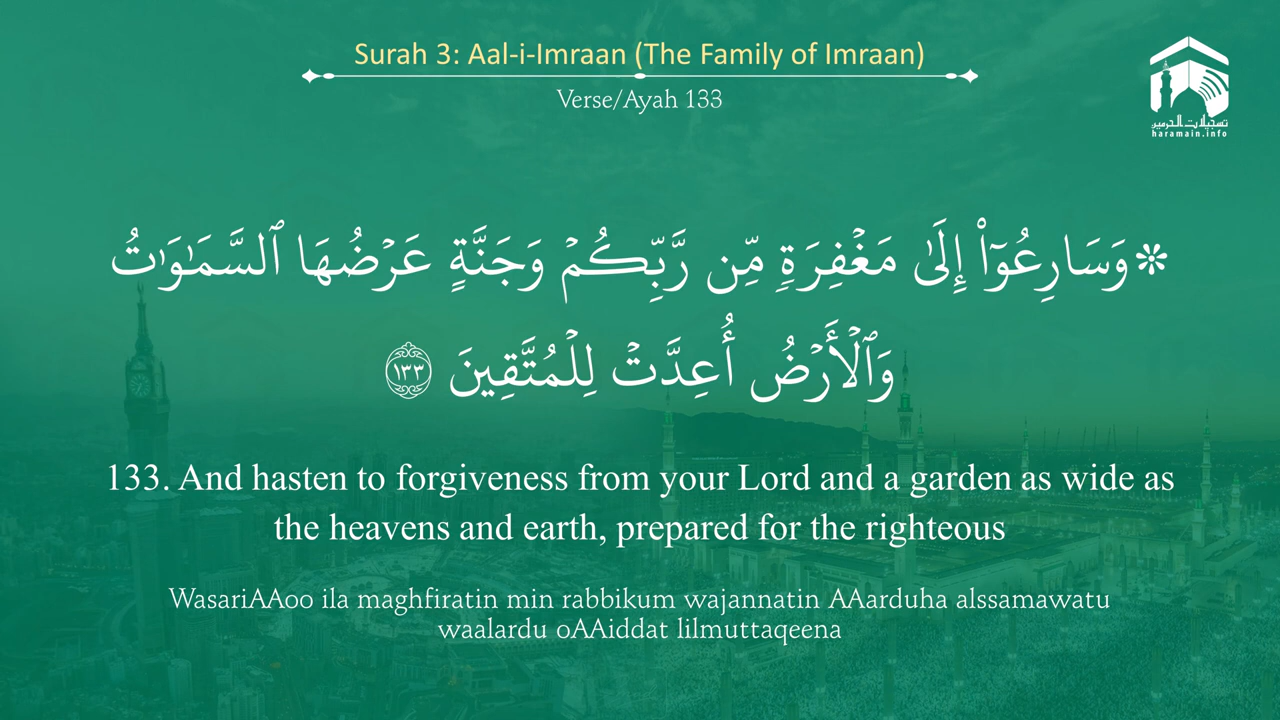 Surah 3: Aal-i-Imraan (The Family of Imraan)
Verse/Ayah 133
تسجيلات الحرمين
haramain.info
۞وَسَارِعُوٓا۟ إِلَىٰ مَغْفِرَةٍ مِّن رَّبِّكُمْ وَجَنَّةٍ عَرْضُهَا ٱلسَّمَـٰوَٰتُ
وَٱلْأَرْضُ أُعِدَّتْ لِلْمُتَّقِينَ ١٣٣
133. And hasten to forgiveness from your Lord and a garden as wide as
the heavens and earth, prepared for the righteous
WasariAAoo ila maghfiratin min rabbikum wajannatin AAarduha alssamawatu
waalardu oAAiddat lilmuttaqeena